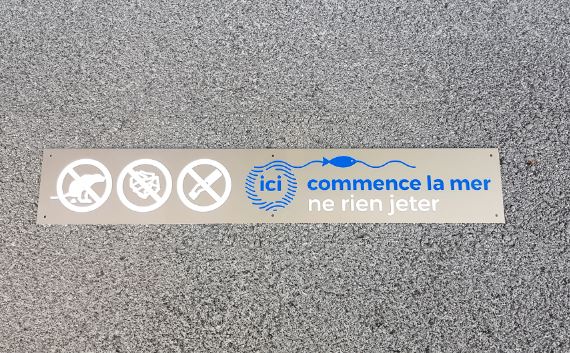 ici commence la mer
ne rien jeter